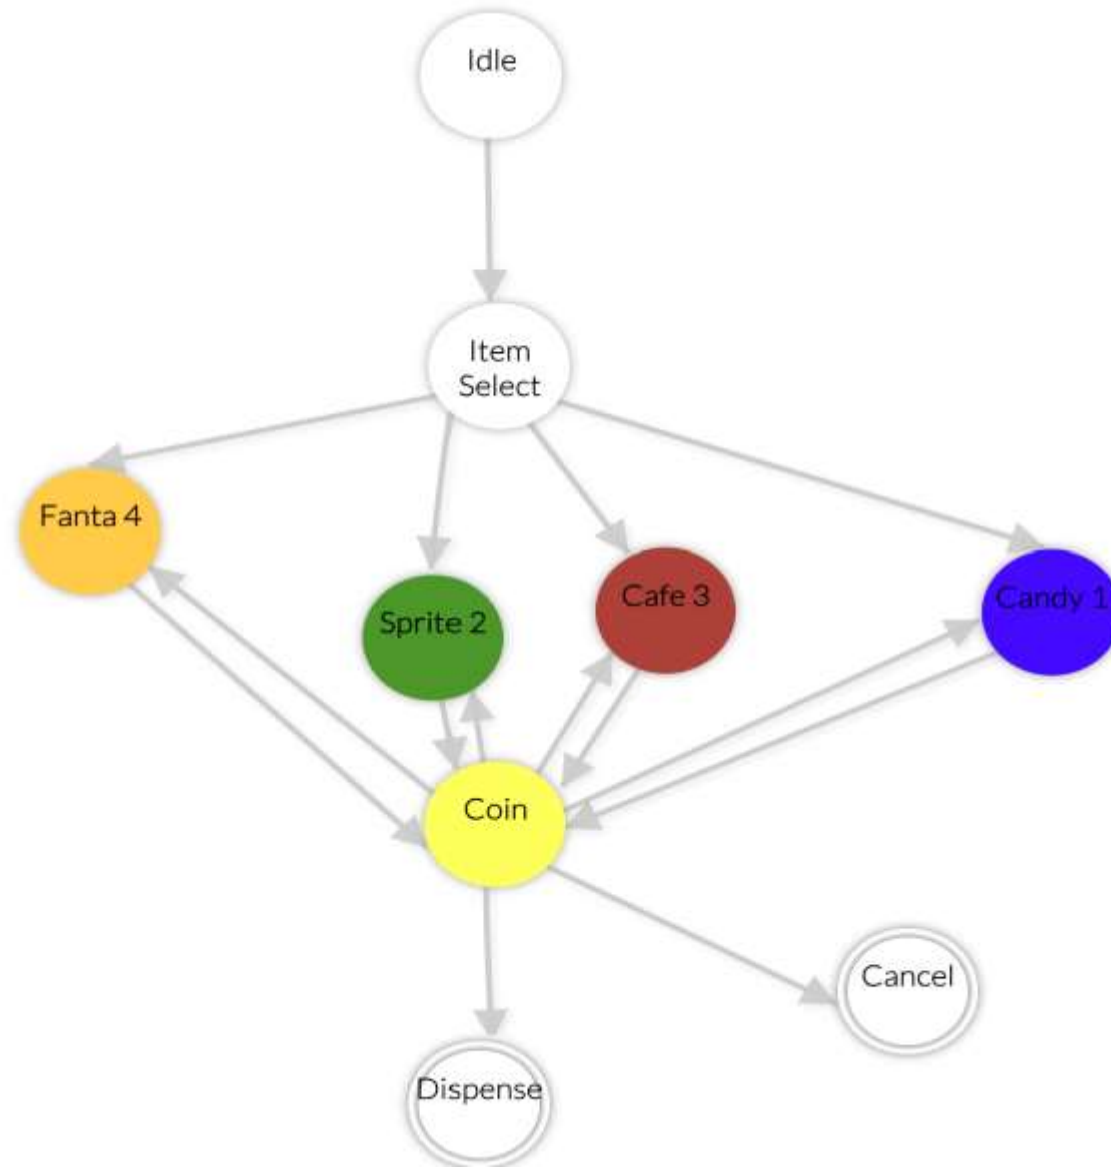 Idle
Item
Select
Fanta 4
Sprite 2
Cafe 3
Candy 1
Coin
Cancel
Dispense